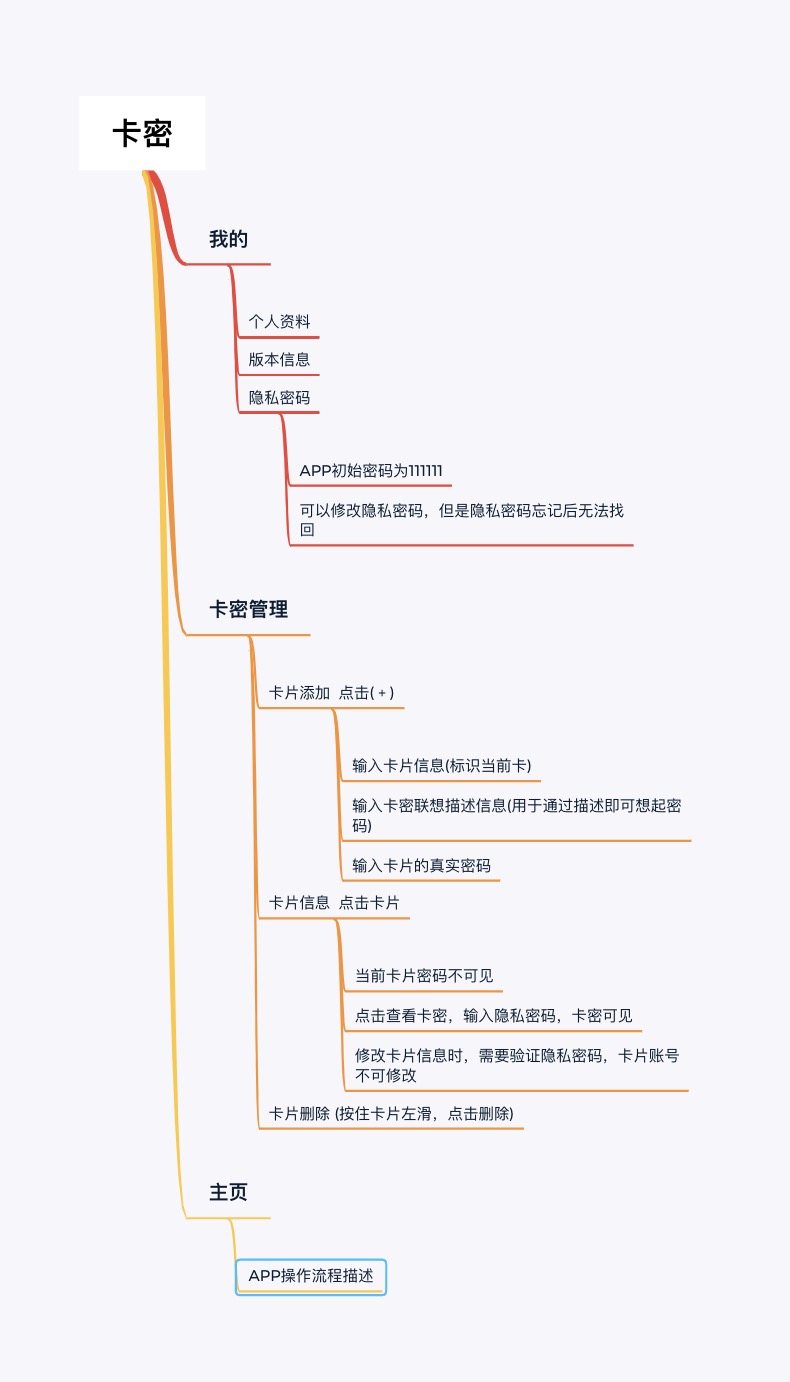 卡密
我的
个人资料
版本信息
隐私密码
APP初始密码为111111
可以修改隐私密码，但是隐私密码忘记后无法找
回
卡密管理
卡片添加 点击( + )
输入卡片信息(标识当前卡)
输入卡密联想描述信息(用于通过描述即可想起密
码)
输入卡片的真实密码
卡片信息 点击卡片
当前卡片密码不可见
点击查看卡密，输入隐私密码，卡密可见
修改卡片信息时，需要验证隐私密码，卡片账号
不可修改
卡片删除 (按住卡片左滑，点击删除)
主页
APP操作流程描述